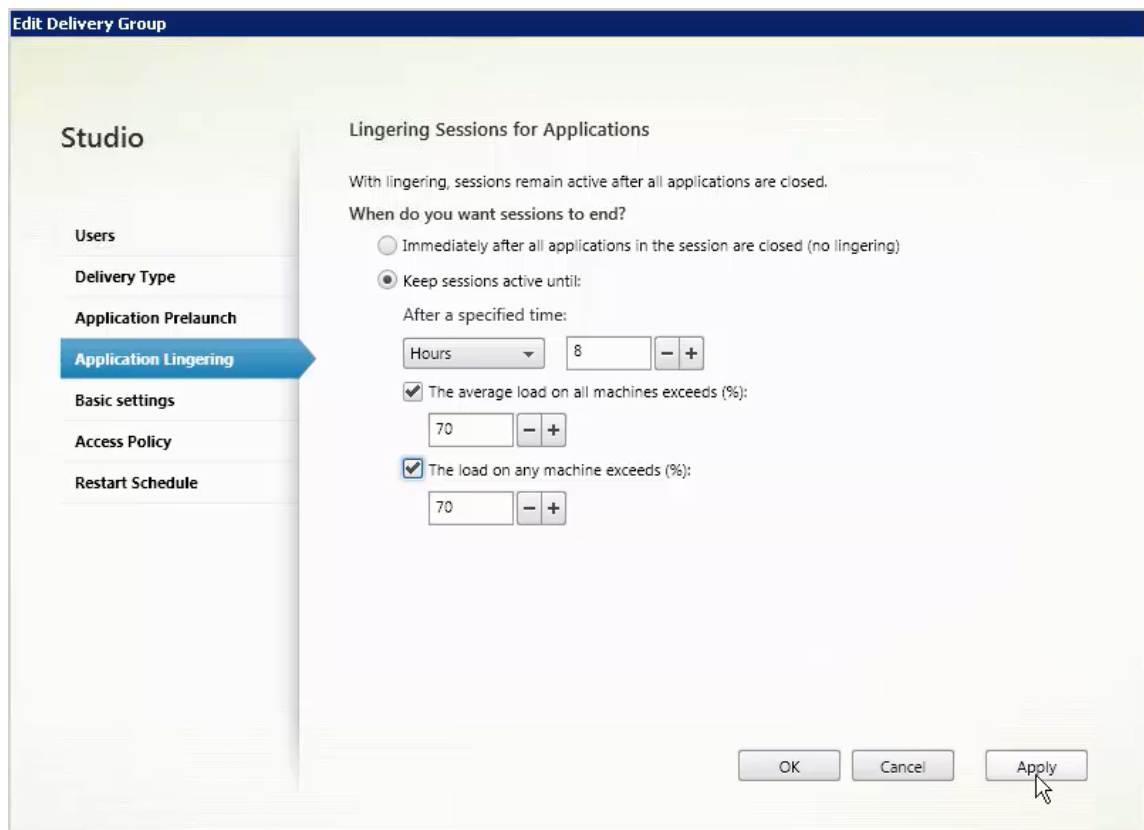 Edit Delivery Group
Studio
Users
Delivery Type
Application Prelaunch
Application Lingering
Basic settings
Access Policy
Restart Schedule
Lingering Sessions for Applications
With lingering, sessions remain active after all applications are closed.
When do you want sessions to end?
Immediately after all applications in the session are closed (no lingering)
Keep sessions active until:
After a specified time:
Hours 8 − +
The average load on all machines exceeds (%):
70 − +
The load on any machine exceeds (%):
70 − +
OK Cancel Apply